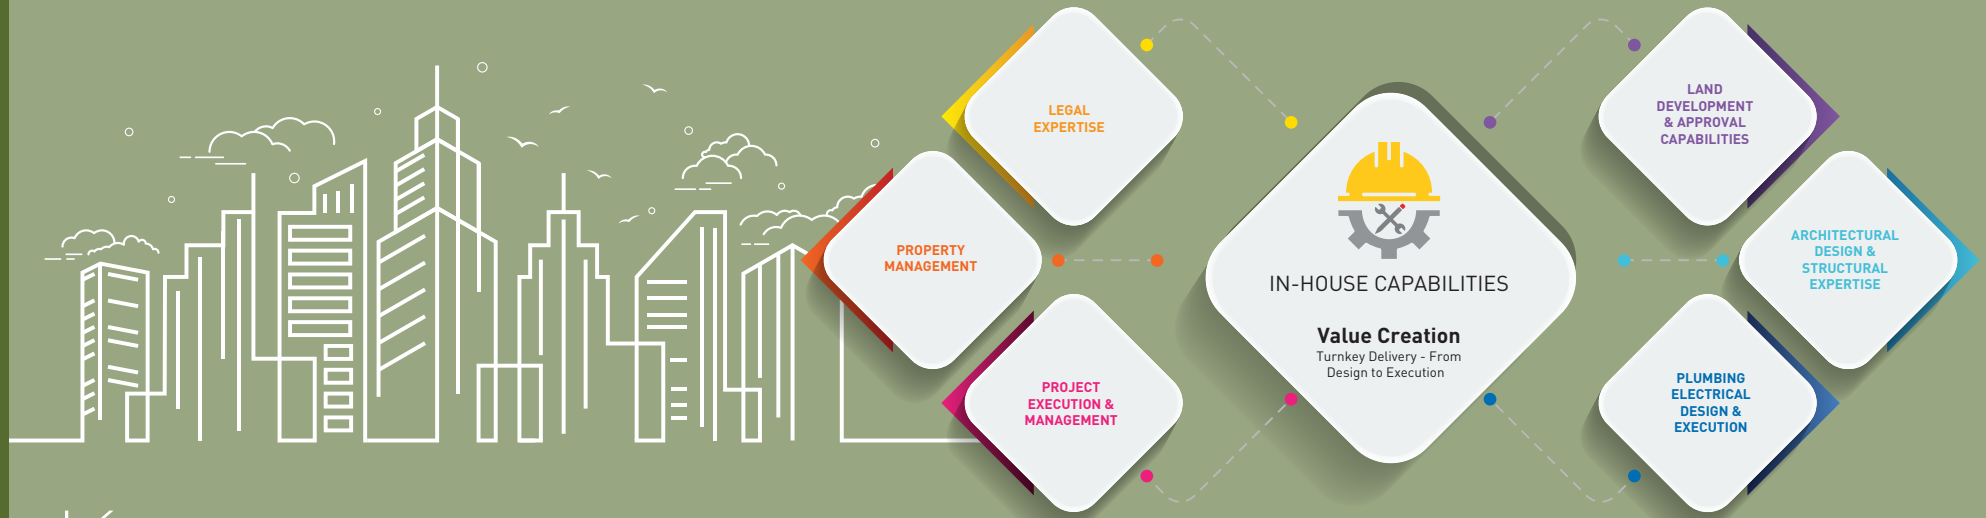 LEGAL
EXPERTISE
PROPERTY
MANAGEMENT
PROJECT
EXECUTION &
MANAGEMENT
IN-HOUSE CAPABILITIES
Value Creation
Turnkey Delivery - From
Design to Execution
LAND
DEVELOPMENT
& APPROVAL
CAPABILITIES
ARCHITECTURAL
DESIGN &
STRUCTURAL
EXPERTISE
PLUMBING
ELECTRICAL
DESIGN &
EXECUTION